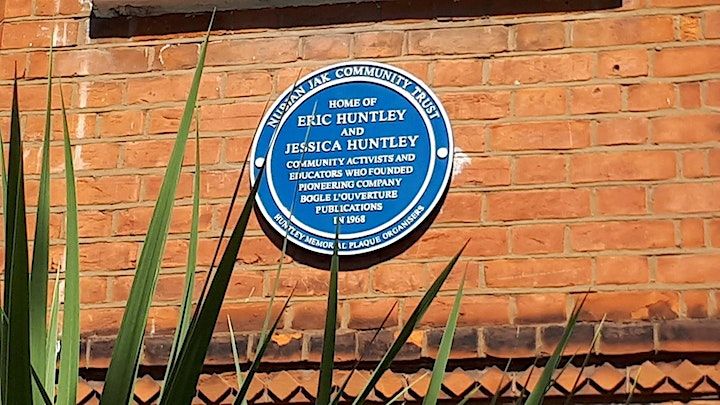 NUBIAN JAK COMMUNITY TRUST
HOME OF
ERIC HUNTLEY
AND
JESSICA HUNTLEY
COMMUNITY ACTIVISTS AND
EDUCATORS WHO FOUNDED
PIONEERING COMPANY
BOGLE L'OUVERTURE
PUBLICATIONS
IN 1968
HUNTLEY MEMORIAL PLAQUE ORGANISERS